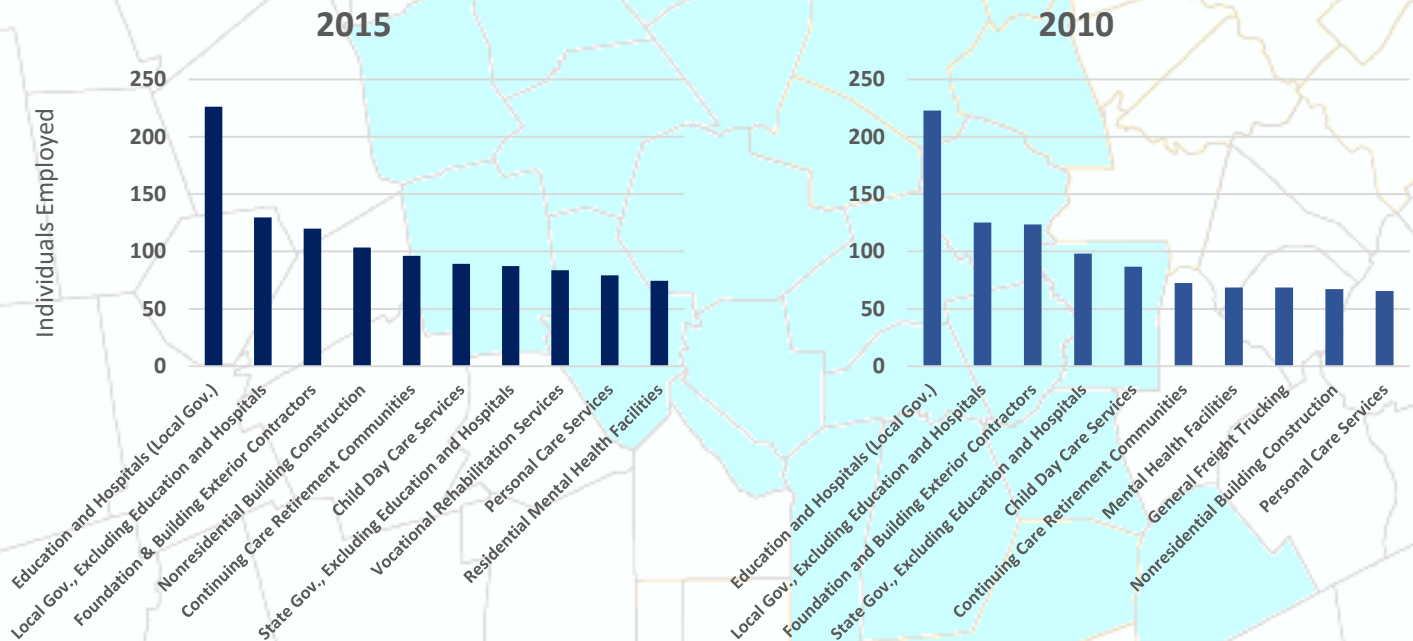 2015
250
200
150
100
50
0
Individuals Employed
Education and Hospitals (Local Gov.)
Local Gov., Excluding Education and Hospitals
Foundation & Building Exterior Contractors
Nonresidential Building Construction
Continuing Care Retirement Communities
Child Day Care Services
State Gov., Excluding Education and Hospitals
Vocational Rehabilitation Services
Personal Care Services
Residential Mental Health Facilities
2010
250
200
150
100
50
0
Education and Hospitals (Local Gov.)
Local Gov., Excluding Education and Hospitals
Foundation and Building Exterior Contractors
State Gov., Excluding Education and Hospitals
Child Day Care Services
Continuing Care Retirement Communities
Mental Health Facilities
General Freight Trucking
Nonresidential Building Construction
Personal Care Services